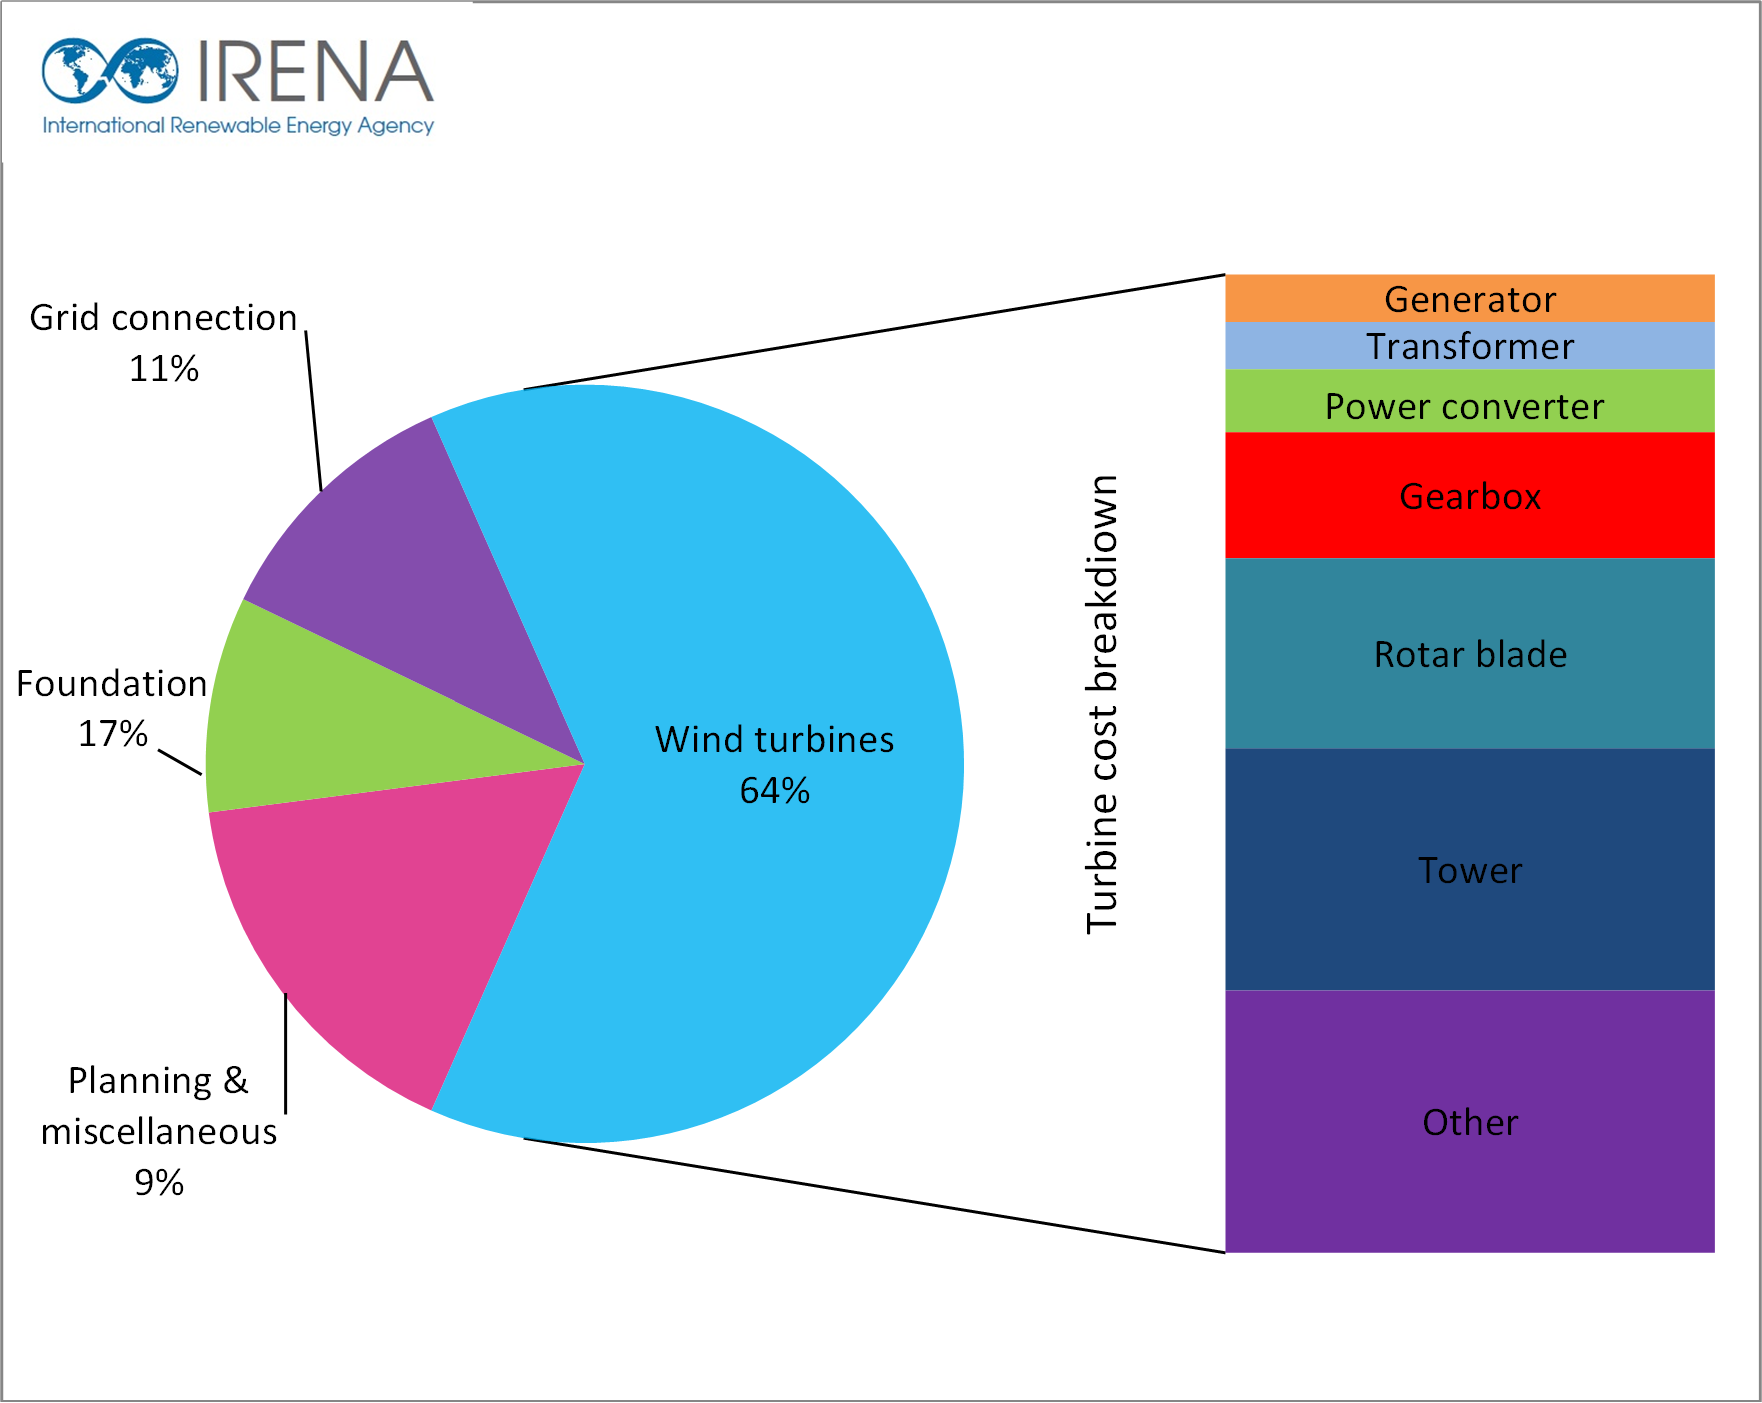 IRENA
International Renewable Energy Agency
Grid connection
11%
Foundation
17%
Planning &
miscellaneous
9%
Wind turbines
64%
Turbine cost breakdiown
Generator
Transformer
Power converter
Gearbox
Rotar blade
Tower
Other